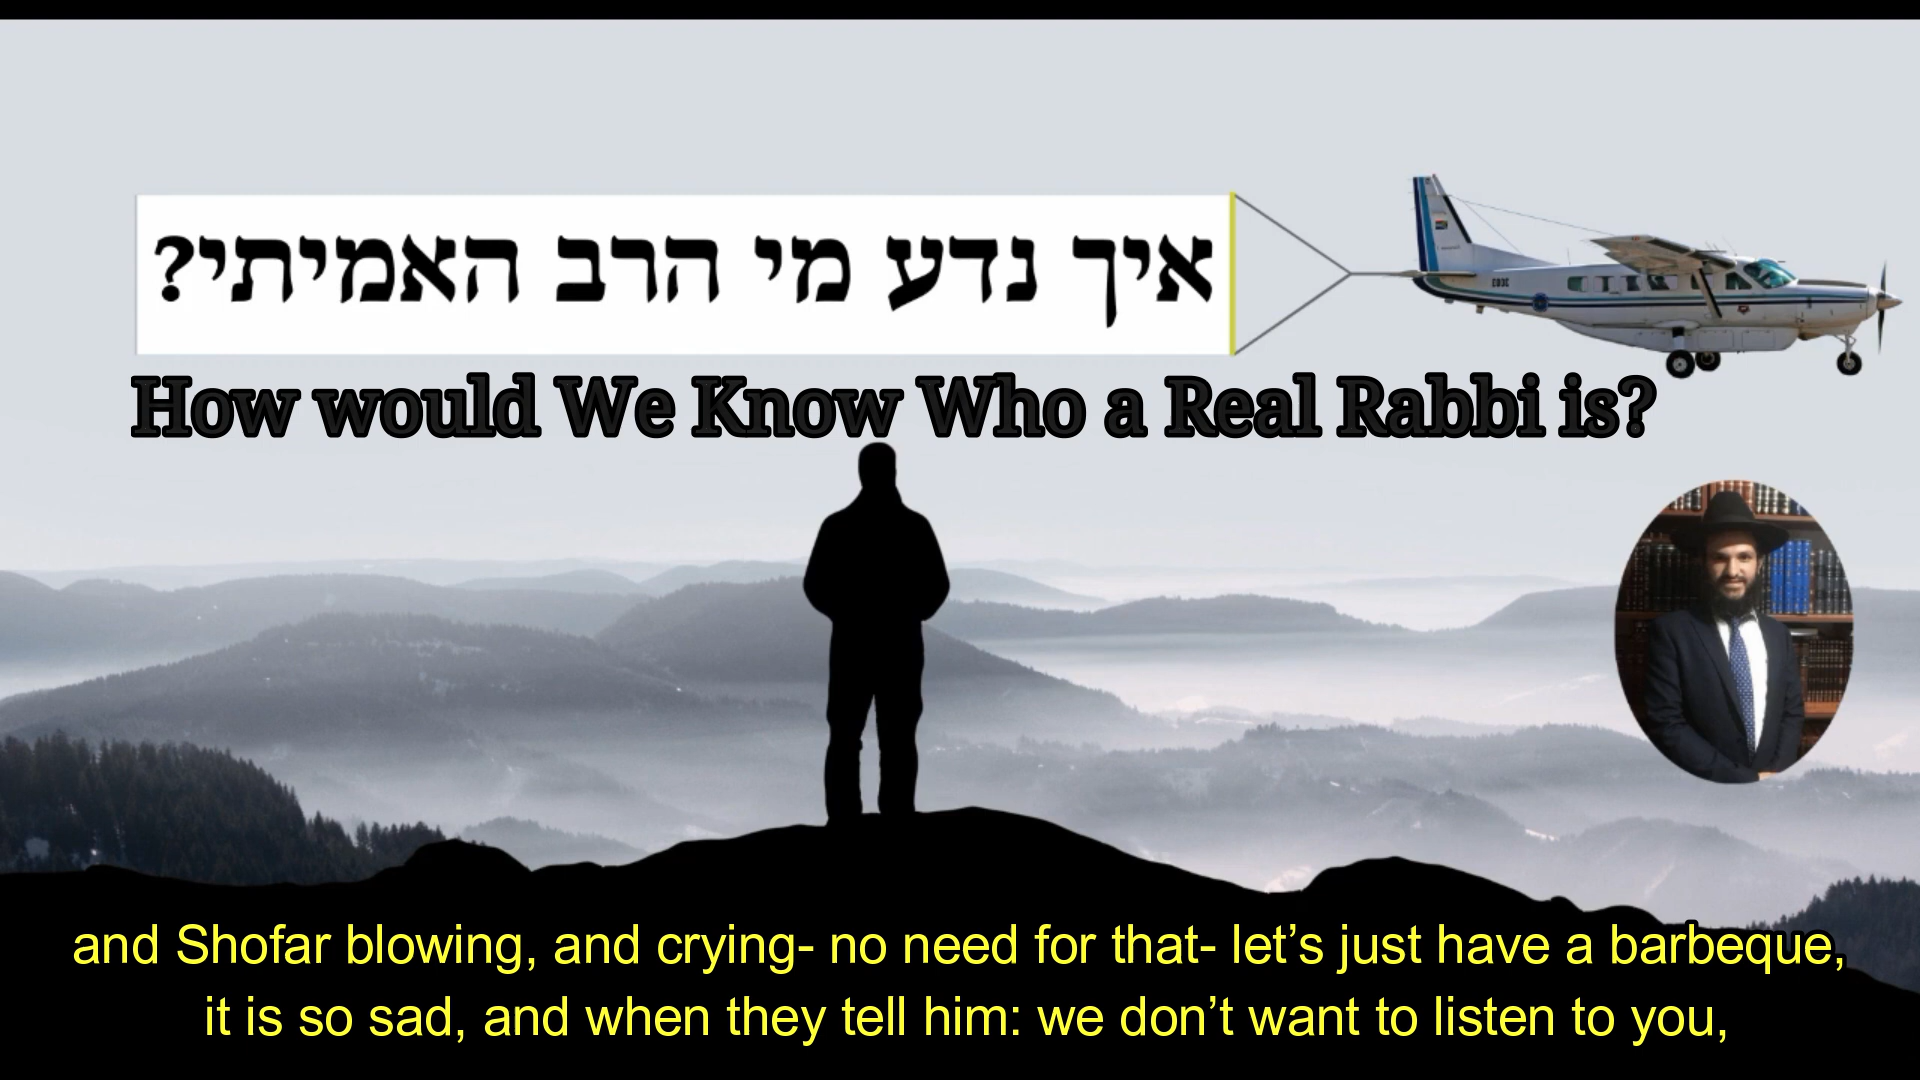 איך נדע מי הרב האמיתי?
How would We Know Who a Real Rabbi is?
and Shofar blowing, and crying- no need for that- let’s just have a barbeque,
it is so sad, and when they tell him: we don’t want to listen to you,